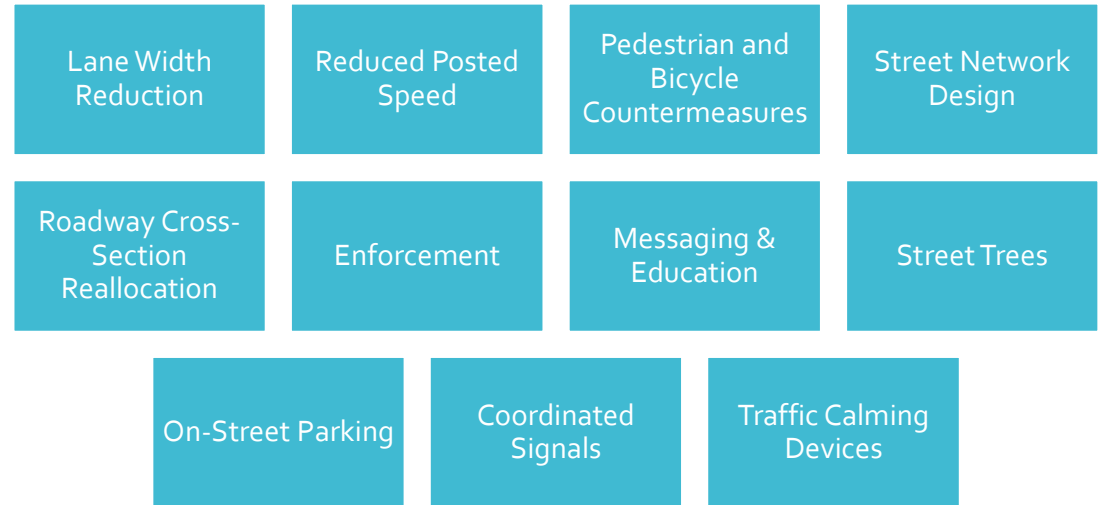 Lane Width
Reduction
Reduced Posted
Speed
Pedestrian and
Bicycle
Countermeasures
Street Network
Design
Roadway Cross-
Section
Reallocation
Enforcement
Messaging &
Education
Street Trees
On-Street Parking
Coordinated
Signals
Traffic Calming
Devices